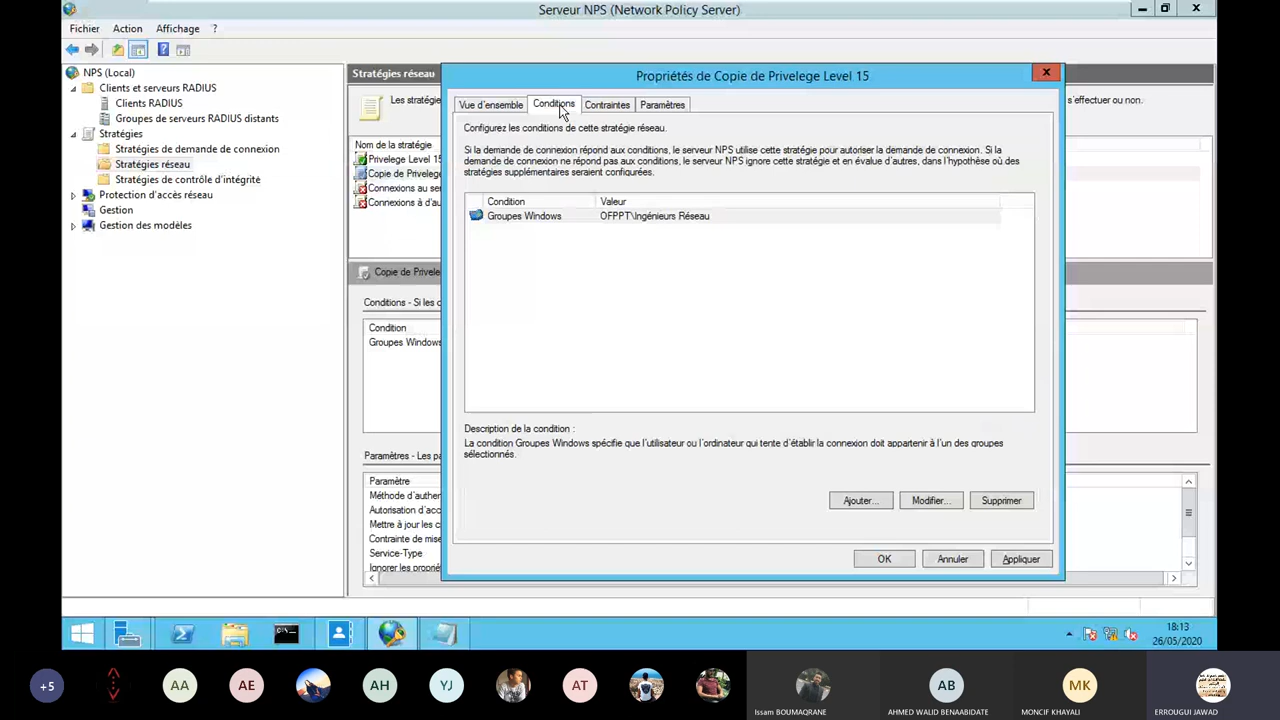 Serveur NPS (Network Policy Server)
Fichier Action Affichage ?
NPS (Local)
Clients et serveurs RADIUS
Clients RADIUS
Groupes de serveurs RADIUS distants
Stratégies
Stratégies de demande de connexion
Stratégies réseau
Stratégies de contrôle d'intégrité
Protection d'accès réseau
Gestion
Gestion des modèles
Stratégies réseau
Les stratégie
s'effectuer ou non.
Nom de la stratégie
Privelege Level 15
Copie de Privelege
Connexions au se
Connexions à d'au
Copie de Privele
Conditions - Si les c
Condition
Groupes Windows
Paramètres - Les pa
Paramètre
Méthode d'authen
Autorisation d'acc
Mettre à jour les c
Contrainte de mise
Service-Type
Ignorer les proprié
Propriétés de Copie de Privelege Level 15
Vue d'ensemble Conditions Contraintes Paramètres
Configurez les conditions de cette stratégie réseau.
Si la demande de connexion répond aux conditions, le serveur NPS utilise cette stratégie pour autoriser la demande de connexion. Si la
demande de connexion ne répond pas aux conditions, le serveur NPS ignore cette stratégie et en évalue d'autres, dans l'hypothèse où des
stratégies supplémentaires seraient configurées.
Condition Valeur
Groupes Windows OFPPT\Ingénieurs Réseau
Description de la condition :
La condition Groupes Windows spécifie que l'utilisateur ou l'ordinateur qui tente d'établir la connexion doit appartenir à l'un des groupes
sélectionnés.
Ajouter... Modifier... Supprimer
OK Annuler Appliquer
18:13
26/05/2020
+5 AA AE AH YJ AT AB MK
Issam BOUMAQRANE AHMED WALID BENAABIDATE MONCIF KHAYALI ERROUGUI JAWAD